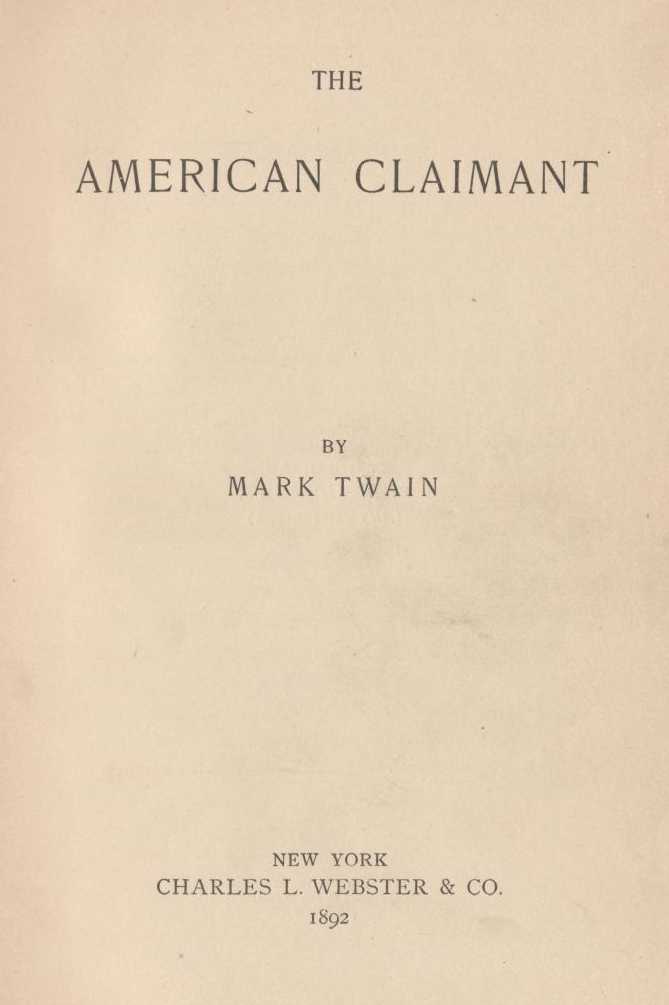 THE
AMERICAN CLAIMANT
BY
MARK TWAIN
NEW YORK
CHARLES L. WEBSTER & CO.
1892